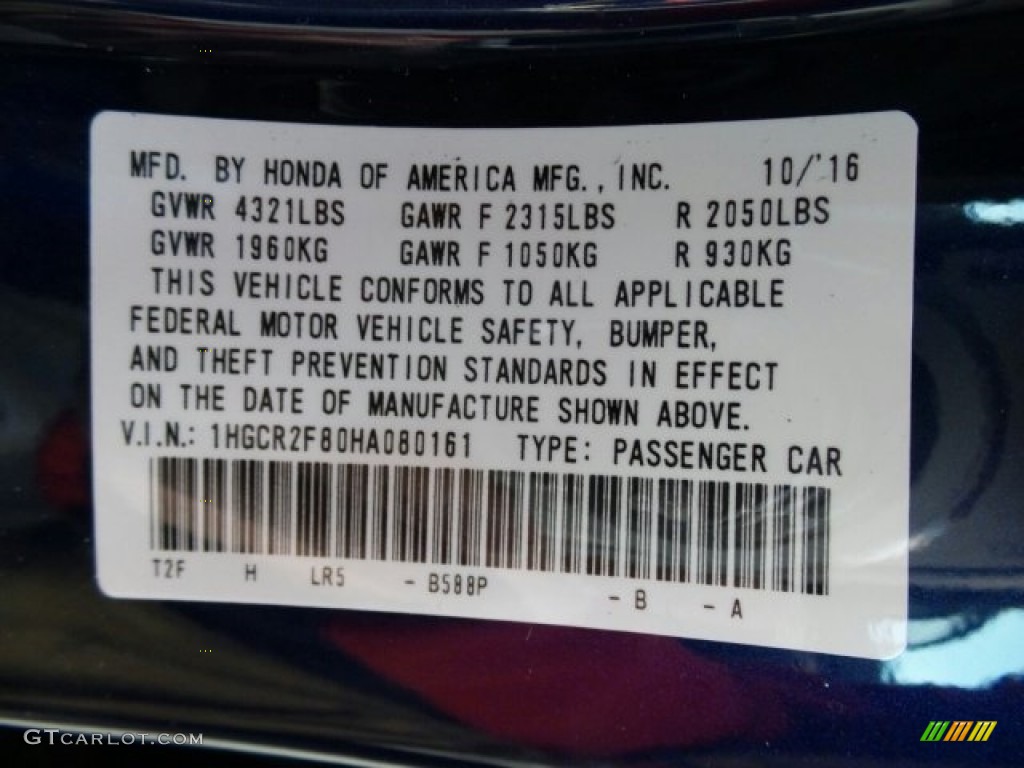 MFD. BY HONDA OF AMERICA MFG., INC. 10/'16
GVWR 4321LBS GAWR F 2315LBS R 2050LBS
GVWR 1960KG GAWR F 1050KG R 930KG
THIS VEHICLE CONFORMS TO ALL APPLICABLE
FEDERAL MOTOR VEHICLE SAFETY, BUMPER,
AND THEFT PREVENTION STANDARDS IN EFFECT
ON THE DATE OF MANUFACTURE SHOWN ABOVE.
V.I.N.: 1HGCR2F80HA080161 TYPE: PASSENGER CAR
T2F H LR5 - B588P - B - A
GTCARLOT.COM